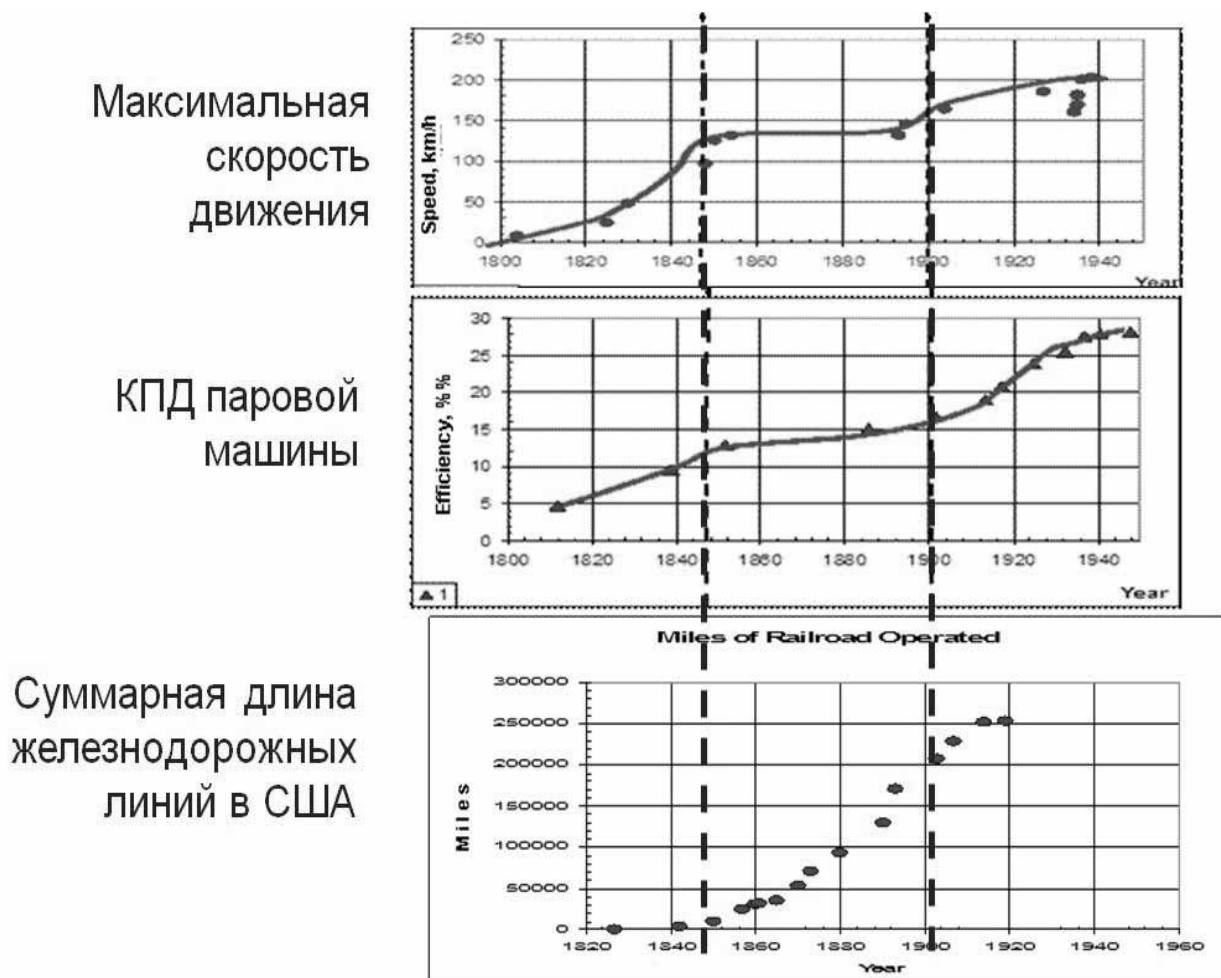 Максимальная
скорость
движения
Speed, km/h
250
200
150
100
50
0
1800 1820 1840 1860 1880 1900 1920 1940
Year
КПД паровой
машины
Efficiency, %%
30
25
20
15
10
5
0
1800 1820 1840 1860 1880 1900 1920 1940
Year
1
Суммарная длина
железнодорожных
линий в США
Miles of Railroad Operated
Miles
300000
250000
200000
150000
100000
50000
0
1820 1840 1860 1880 1900 1920 1940 1960
Year